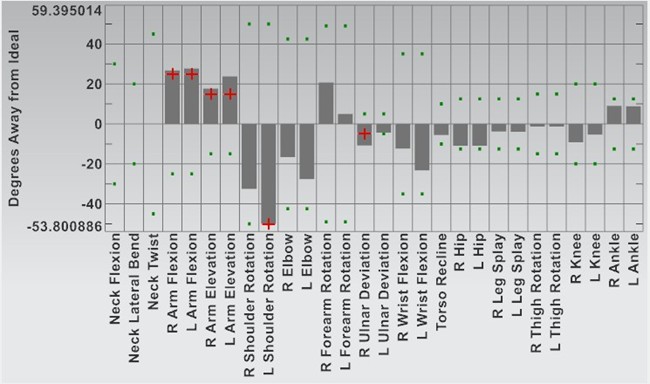 59.395014
40
20
0
-20
-40
-53.800886
Degrees Away from Ideal
Neck Flexion
Neck Lateral Bend
Neck Twist
R Arm Flexion
L Arm Flexion
R Arm Elevation
L Arm Elevation
R Shoulder Rotation
L Shoulder Rotation
R Elbow
L Elbow
R Forearm Rotation
L Forearm Rotation
R Ulnar Deviation
L Ulnar Deviation
R Wrist Flexion
L Wrist Flexion
Torso Recline
R Hip
L Hip
R Leg Splay
L Leg Splay
R Thigh Rotation
L Thigh Rotation
R Knee
L Knee
R Ankle
L Ankle